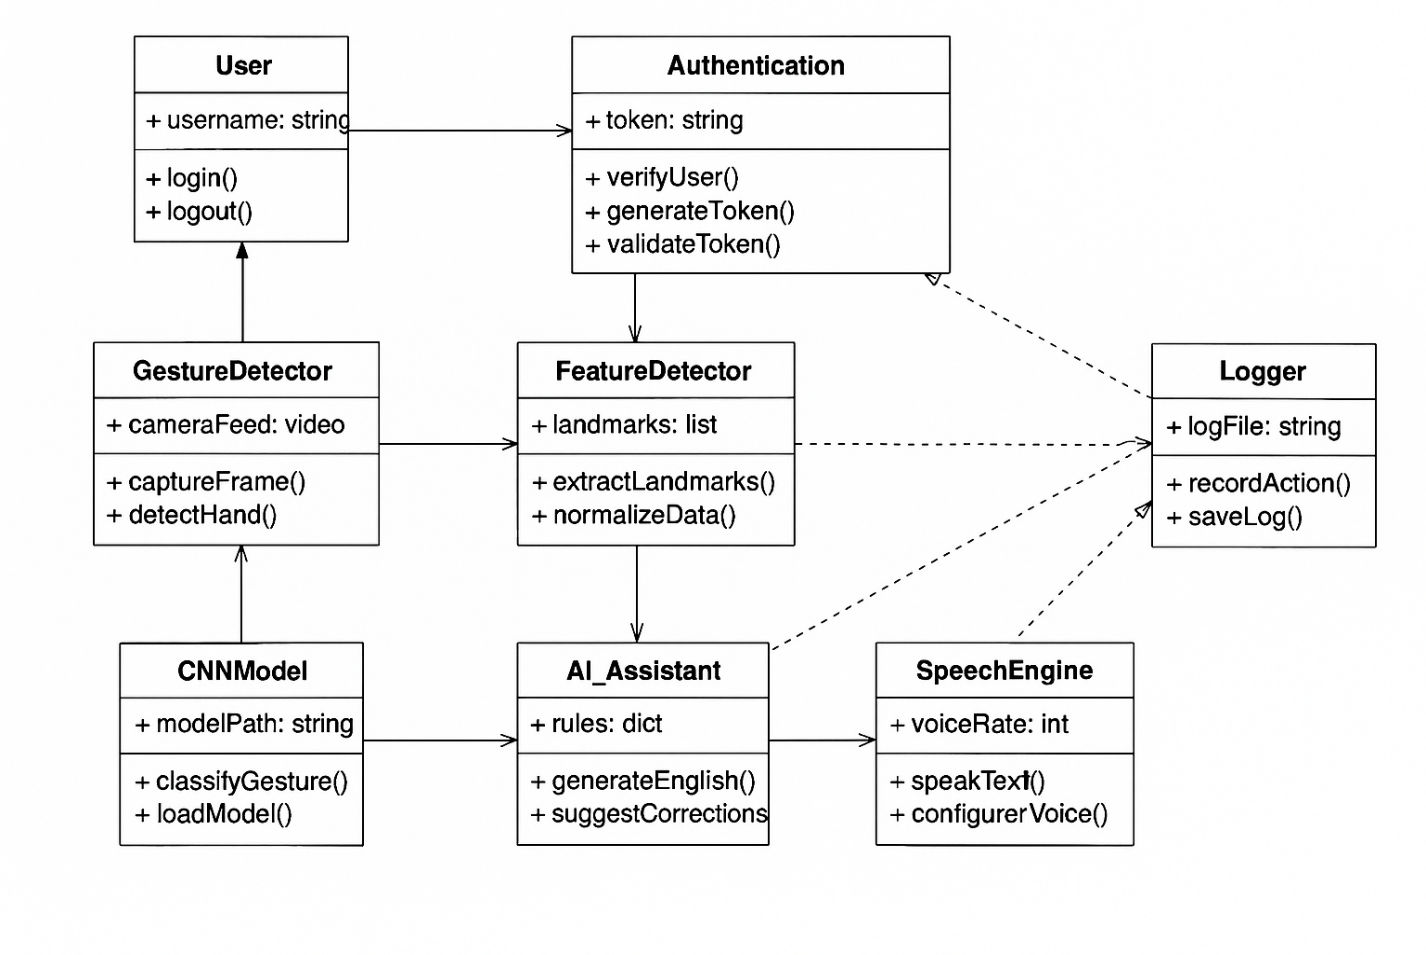 User
+ username: string
+ login()
+ logout()
Authentication
+ token: string
+ verifyUser()
+ generateToken()
+ validateToken()
GestureDetector
+ cameraFeed: video
+ captureFrame()
+ detectHand()
FeatureDetector
+ landmarks: list
+ extractLandmarks()
+ normalizeData()
Logger
+ logFile: string
+ recordAction()
+ saveLog()
CNNModel
+ modelPath: string
+ classifyGesture()
+ loadModel()
AI_Assistant
+ rules: dict
+ generateEnglish()
+ suggestCorrections
SpeechEngine
+ voiceRate: int
+ speakText()
+ configurerVoice()